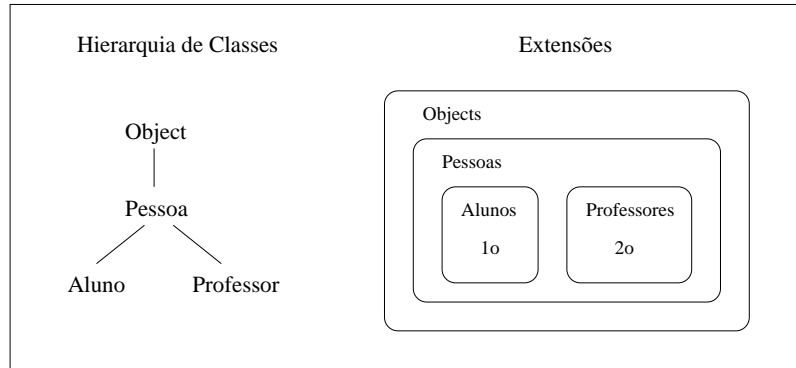 Hierarquia de Classes
Object
Pessoa
Aluno Professor
Extensões
Objects
Pessoas
Alunos Professores
1o 2o